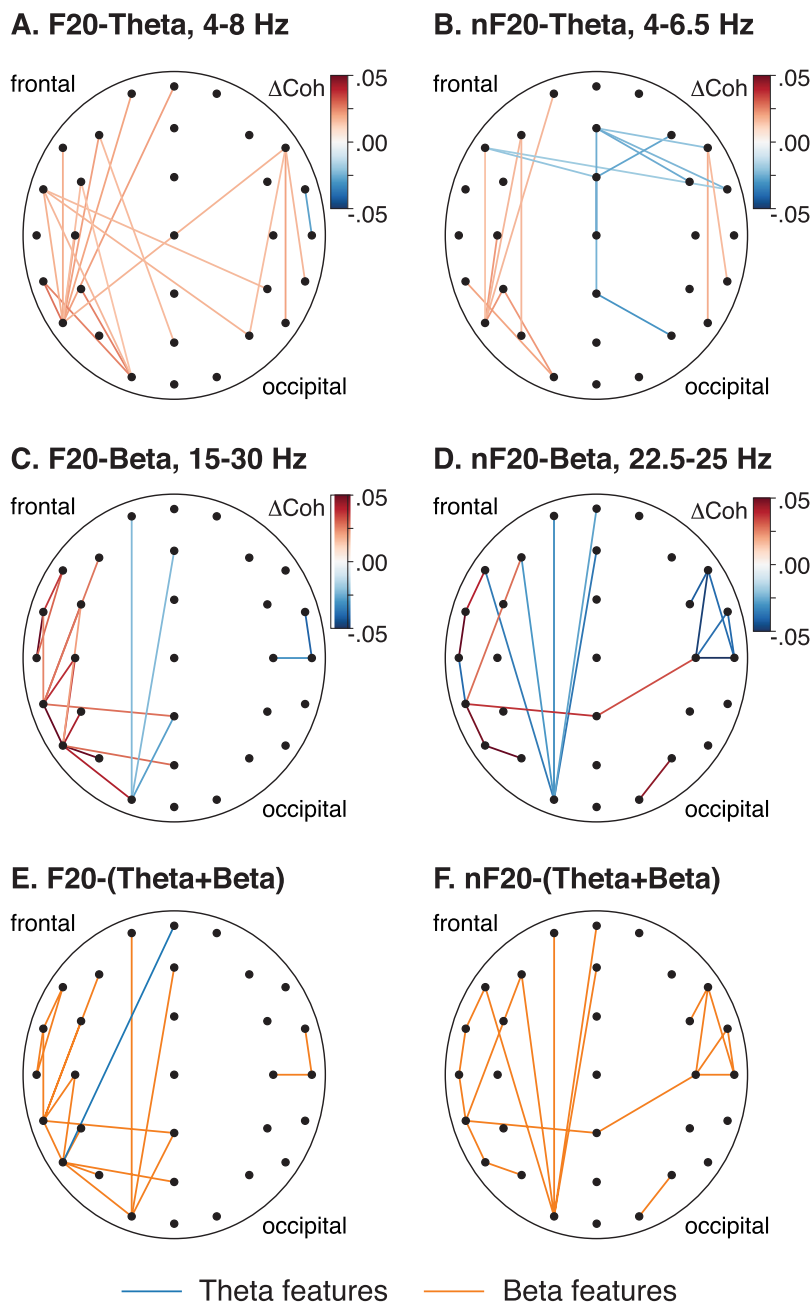 A. F20-Theta, 4-8 Hz
frontal
ΔCoh
.05
.00
-.05
occipital
B. nF20-Theta, 4-6.5 Hz
frontal
ΔCoh
.05
.00
-.05
occipital
C. F20-Beta, 15-30 Hz
frontal
ΔCoh
.05
.00
-.05
occipital
D. nF20-Beta, 22.5-25 Hz
frontal
ΔCoh
.05
.00
-.05
occipital
E. F20-(Theta+Beta)
frontal
occipital
F. nF20-(Theta+Beta)
frontal
occipital
Theta features
Beta features